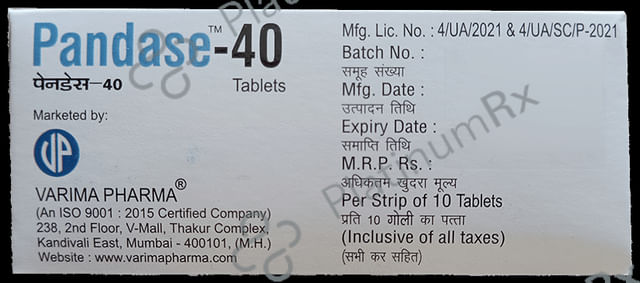 Pandase™-40
पेनडेस-40
Tablets
Marketed by:
VP
VARIMA PHARMA®
(An ISO 9001 : 2015 Certified Company)
238, 2nd Floor, V-Mall, Thakur Complex,
Kandivali East, Mumbai - 400101, (M.H.)
Website : www.varimapharma.com
Mfg. Lic. No. : 4/UA/2021 & 4/UA/SC/P-2021
Batch No. :
समूह संख्या
Mfg. Date :
उत्पादन तिथि
Expiry Date :
समाप्ति तिथि
M.R.P. Rs. :
अधिकतम खुदरा मूल्य
Per Strip of 10 Tablets
प्रति 10 गोली का पत्ता
(Inclusive of all taxes)
(सभी कर सहित)
PlatinumRx